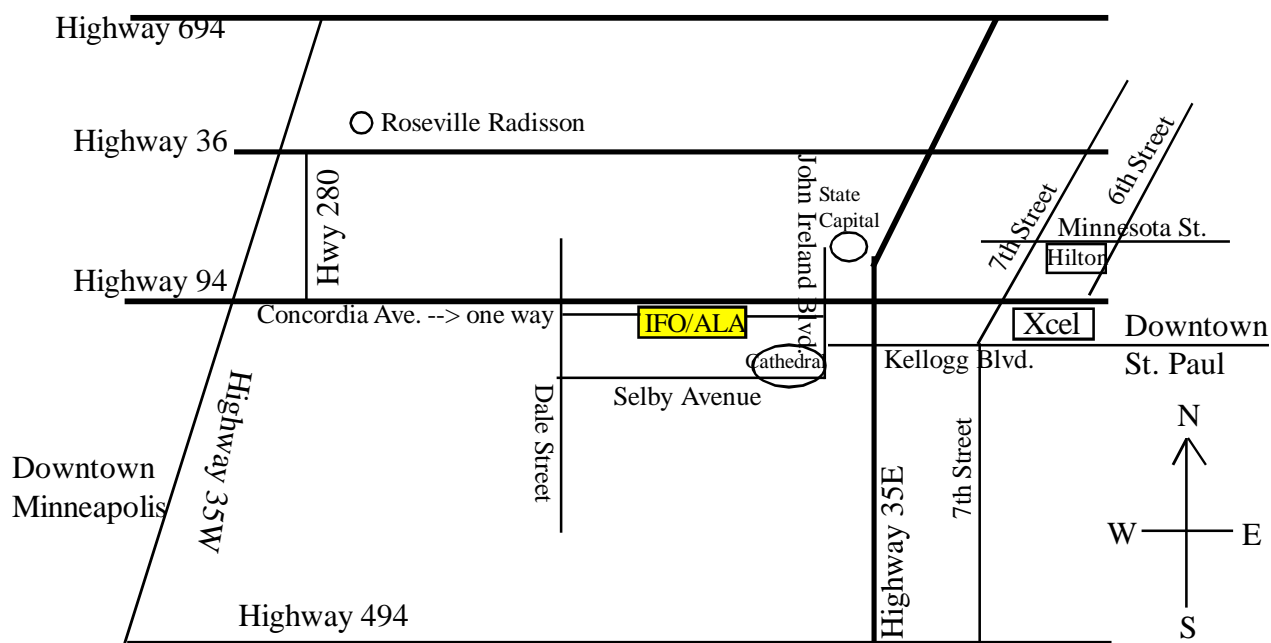 Highway 694
Roseville Radisson
Highway 36
Hwy 280
John Ireland Blvd.
State
Capital
7th Street
6th Street
Minnesota St.
Hilton
Highway 94
Concordia Ave. --> one way
IFO/ALA
Xcel
Downtown
St. Paul
Cathedral
Kellogg Blvd.
Selby Avenue
Dale Street
Highway 35W
Downtown
Minneapolis
Highway 35E
7th Street
N
W
E
S
Highway 494